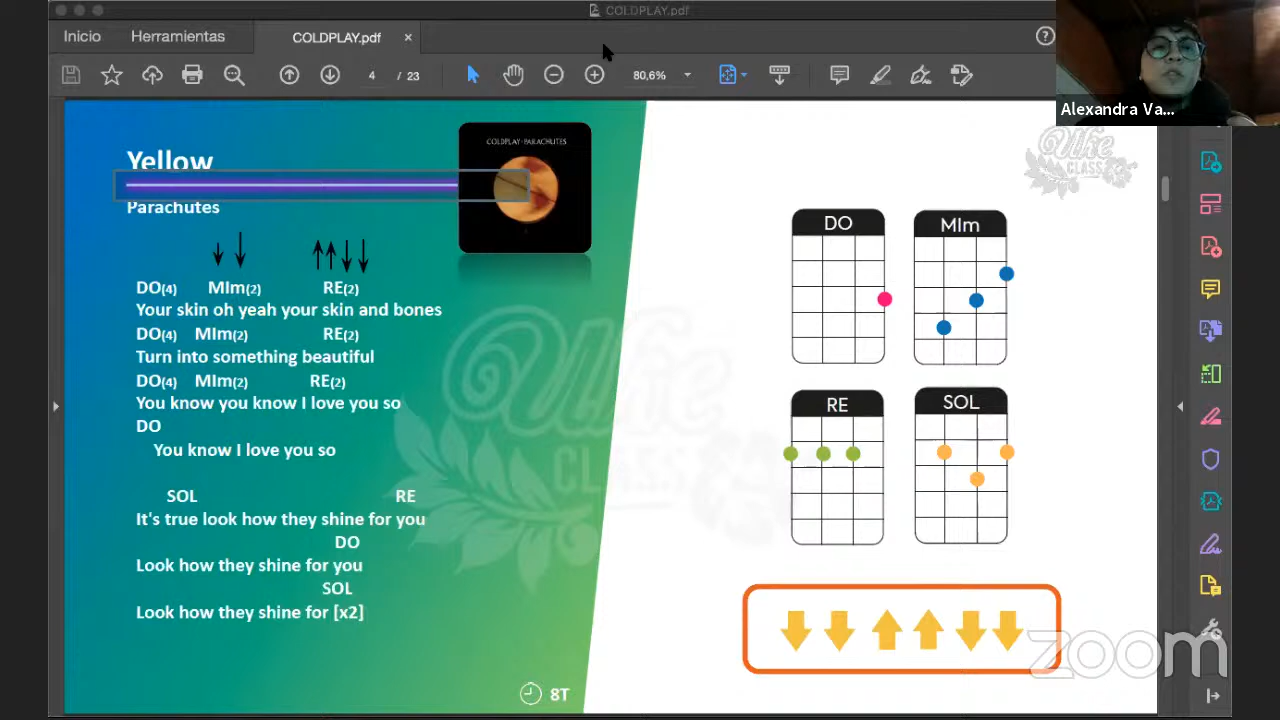 COLDPLAY.pdf
Inicio
Herramientas
COLDPLAY.pdf
×
4 / 23
80,6%
Alexandra Va...
Yellow
Parachutes
COLDPLAY · PARACHUTES
DO(4) MIm(2) RE(2)
Your skin oh yeah your skin and bones
DO(4) MIm(2) RE(2)
Turn into something beautiful
DO(4) MIm(2) RE(2)
You know you know I love you so
DO
You know I love you so
SOL RE
It's true look how they shine for you
DO
Look how they shine for you
SOL
Look how they shine for [x2]
8T
Uke
CLASS
Uke
CLASS
DO
MIm
RE
SOL
zoom